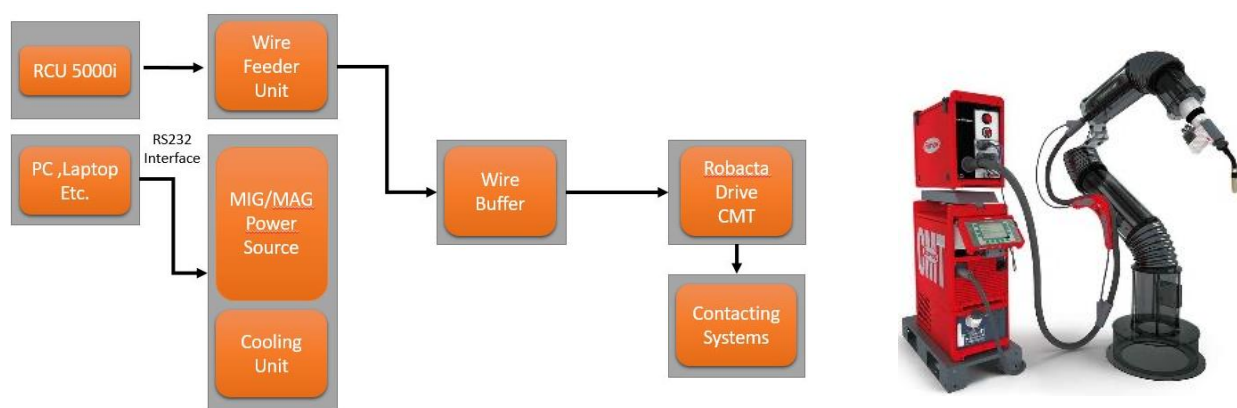 RCU 5000i
Wire
Feeder
Unit
RS232
Interface
PC ,Laptop
Etc.
MIG/MAG
Power
Source
Cooling
Unit
Wire
Buffer
Robacta
Drive
CMT
Contacting
Systems
CMT